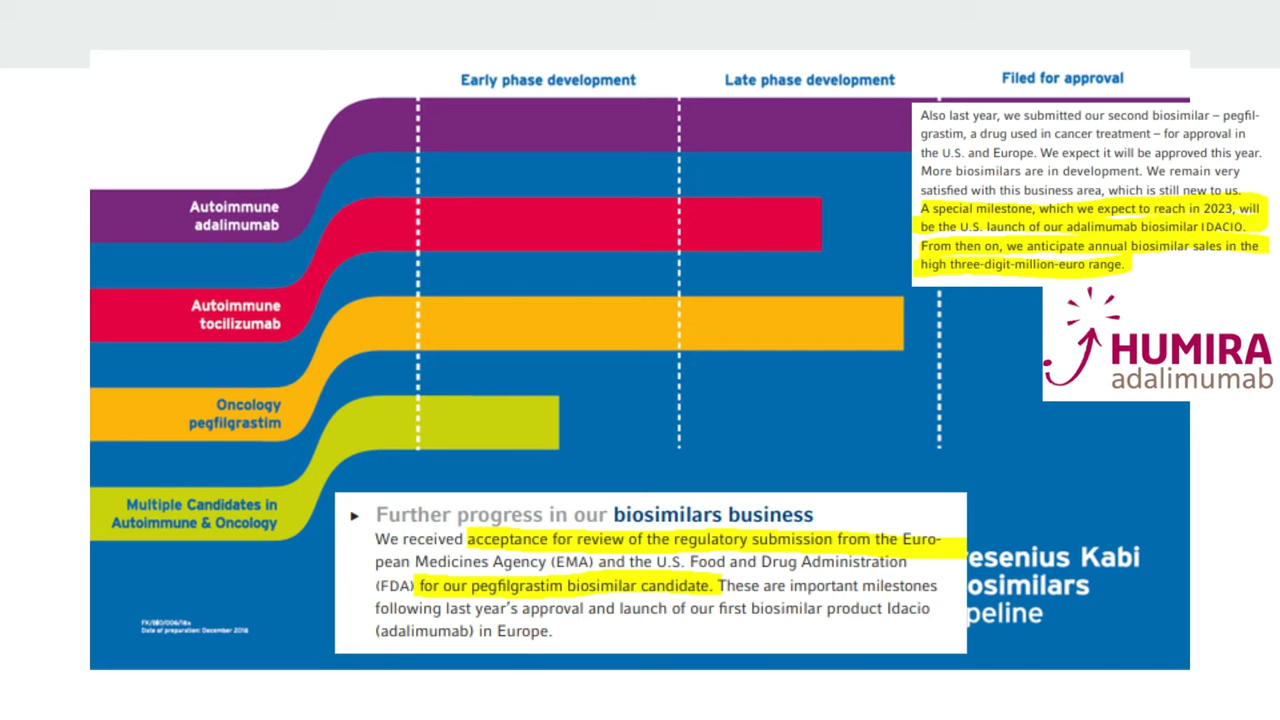 Early phase development
Late phase development
Filed for approval
Also last year, we submitted our second biosimilar – pegfil-
grastim, a drug used in cancer treatment – for approval in
the U.S. and Europe. We expect it will be approved this year.
More biosimilars are in development. We remain very
satisfied with this business area, which is still new to us.
A special milestone, which we expect to reach in 2023, will
be the U.S. launch of our adalimumab biosimilar IDACIO.
From then on, we anticipate annual biosimilar sales in the
high three-digit-million-euro range.
Autoimmune
adalimumab
Autoimmune
tocilizumab
HUMIRA
adalimumab
Oncology
pegfilgrastim
Multiple Candidates in
Autoimmune & Oncology
Further progress in our biosimilars business
We received acceptance for review of the regulatory submission from the Euro-
pean Medicines Agency (EMA) and the U.S. Food and Drug Administration
(FDA) for our pegfilgrastim biosimilar candidate. These are important milestones
following last year's approval and launch of our first biosimilar product Idacio
(adalimumab) in Europe.
esenius Kabi
osimilars
peline
Date of preparation: December 2018